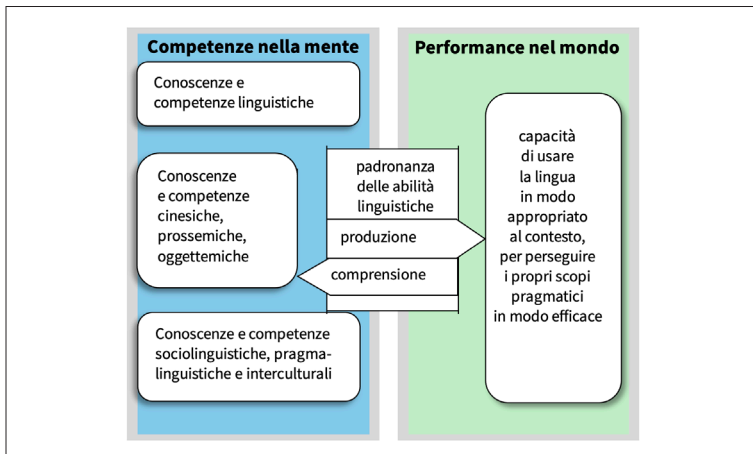 Competenze nella mente
Conoscenze e
competenze linguistiche
Conoscenze
e competenze
cinesiche,
prossemiche,
oggettemiche
Conoscenze e competenze
sociolinguistiche, pragma-
linguistiche e interculturali
padronanza
delle abilità
linguistiche
produzione
comprensione
Performance nel mondo
capacità
di usare
la lingua
in modo
appropriato
al contesto,
per perseguire
i propri scopi
pragmatici
in modo efficace